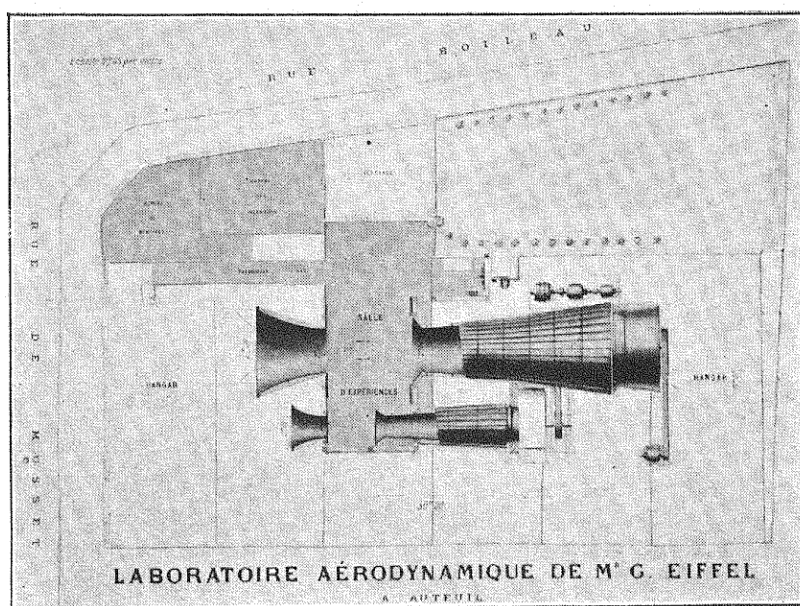 RUE BOILEAU
SALLE
D'EXPÉRIENCES
HANGAR
HANGAR
RUE DE MUSSET
LABORATOIRE AÉRODYNAMIQUE DE Mʳ G. EIFFEL
A AUTEUIL